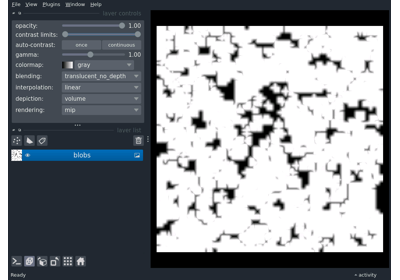 File View Plugins Window Help
layer controls
opacity: 1.00
contrast limits:
auto-contrast: once continuous
gamma: 1.00
colormap: gray
blending: translucent_no_depth
interpolation: linear
depiction: volume
rendering: mip
layer list
blobs
Ready
activity